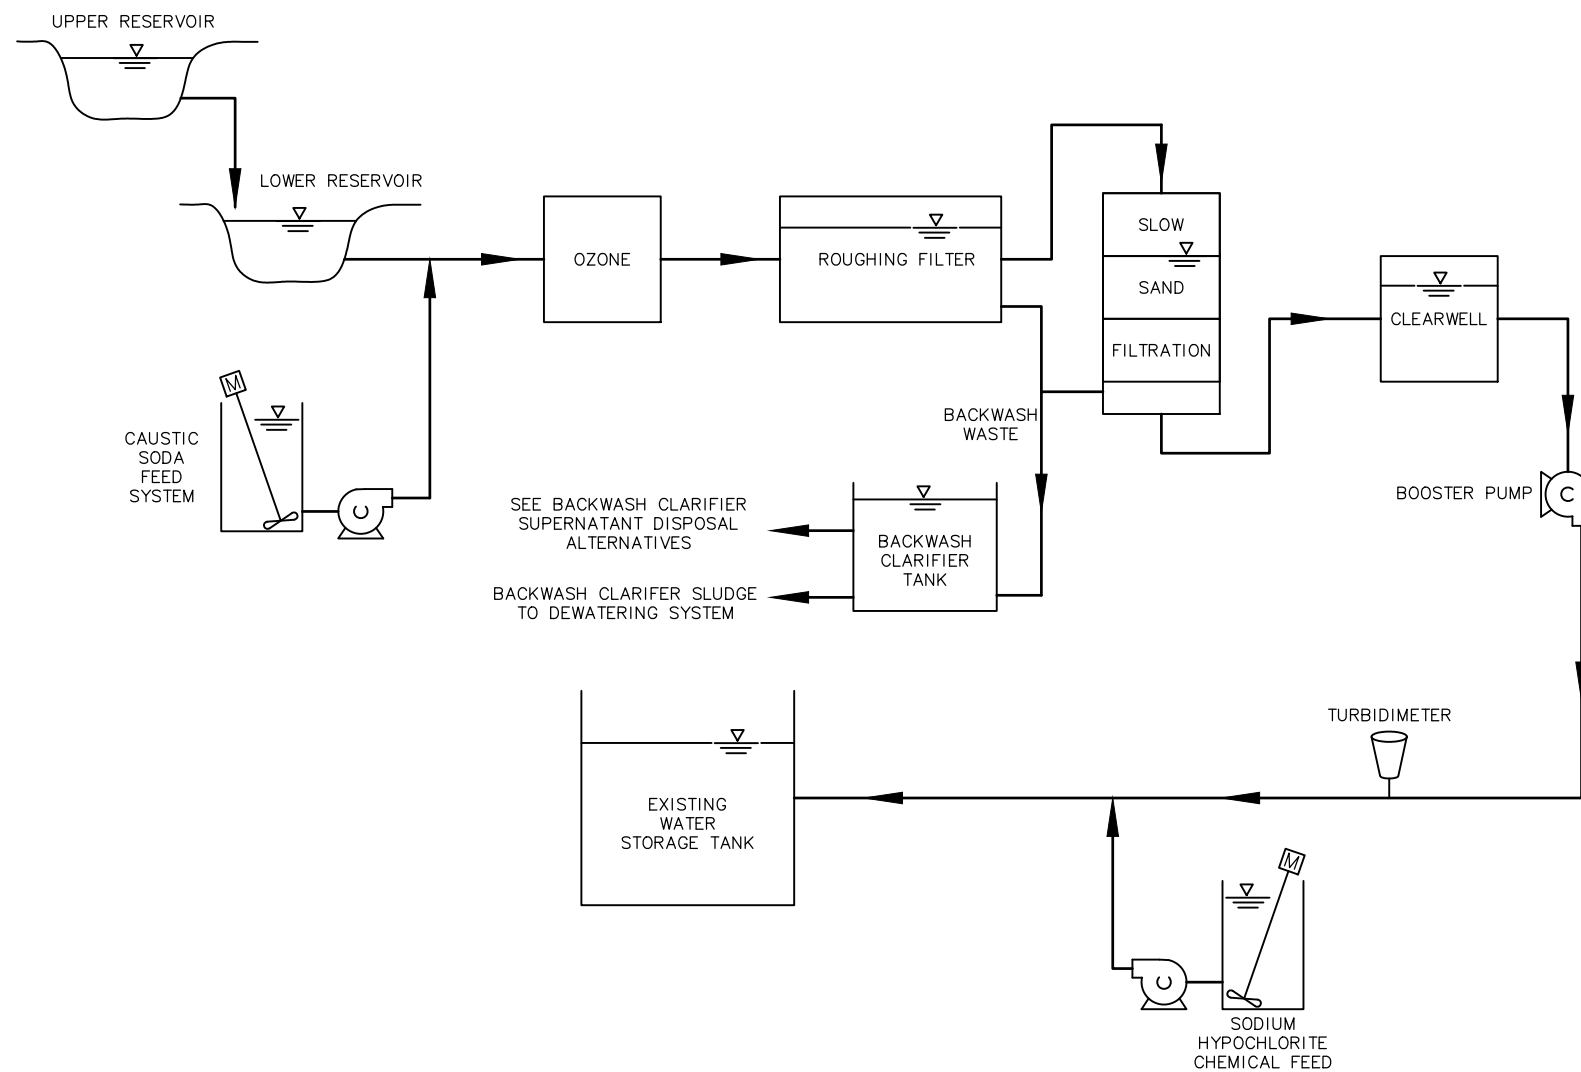 UPPER RESERVOIR
LOWER RESERVOIR
OZONE
ROUGHING FILTER
SLOW
SAND
FILTRATION
CLEARWELL
M
CAUSTIC
SODA
FEED
SYSTEM
BACKWASH
WASTE
BOOSTER PUMP
SEE BACKWASH CLARIFIER
SUPERNATANT DISPOSAL
ALTERNATIVES
BACKWASH
CLARIFIER
TANK
BACKWASH CLARIFER SLUDGE
TO DEWATERING SYSTEM
TURBIDIMETER
EXISTING
WATER
STORAGE TANK
M
SODIUM
HYPOCHLORITE
CHEMICAL FEED